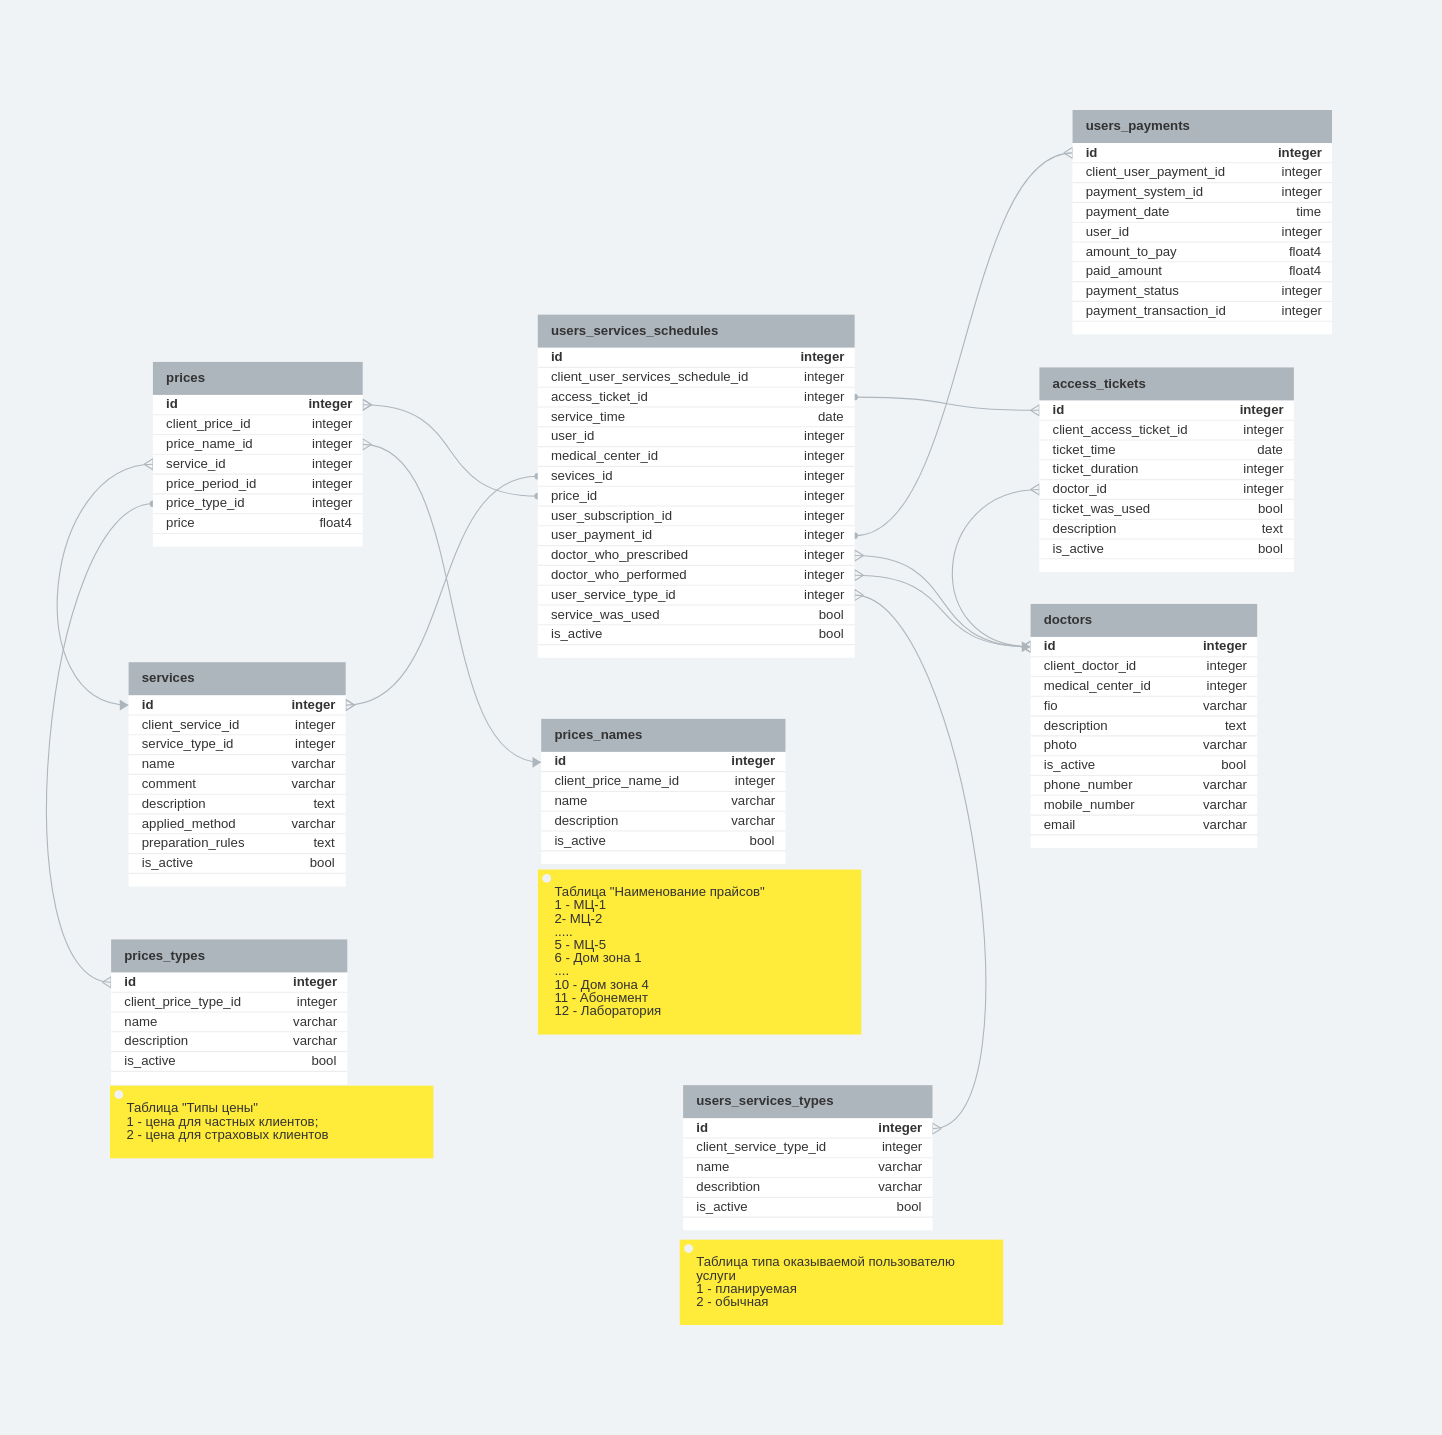 users_payments
id integer
client_user_payment_id integer
payment_system_id integer
payment_date time
user_id integer
amount_to_pay float4
paid_amount float4
payment_status integer
payment_transaction_id integer
users_services_schedules
id integer
client_user_services_schedule_id integer
access_ticket_id integer
service_time date
user_id integer
medical_center_id integer
sevices_id integer
price_id integer
user_subscription_id integer
user_payment_id integer
doctor_who_prescribed integer
doctor_who_performed integer
user_service_type_id integer
service_was_used bool
is_active bool
prices
id integer
client_price_id integer
price_name_id integer
service_id integer
price_period_id integer
price_type_id integer
price float4
access_tickets
id integer
client_access_ticket_id integer
ticket_time date
ticket_duration integer
doctor_id integer
ticket_was_used bool
description text
is_active bool
doctors
id integer
client_doctor_id integer
medical_center_id integer
fio varchar
description text
photo varchar
is_active bool
phone_number varchar
mobile_number varchar
email varchar
services
id integer
client_service_id integer
service_type_id integer
name varchar
comment varchar
description text
applied_method varchar
preparation_rules text
is_active bool
prices_names
id integer
client_price_name_id integer
name varchar
description varchar
is_active bool
Таблица "Наименование прайсов"
1 - МЦ-1
2- МЦ-2
.....
5 - МЦ-5
6 - Дом зона 1
....
10 - Дом зона 4
11 - Абонемент
12 - Лаборатория
prices_types
id integer
client_price_type_id integer
name varchar
description varchar
is_active bool
Таблица "Типы цены"
1 - цена для частных клиентов;
2 - цена для страховых клиентов
users_services_types
id integer
client_service_type_id integer
name varchar
describtion varchar
is_active bool
Таблица типа оказываемой пользователю
услуги
1 - планируемая
2 - обычная